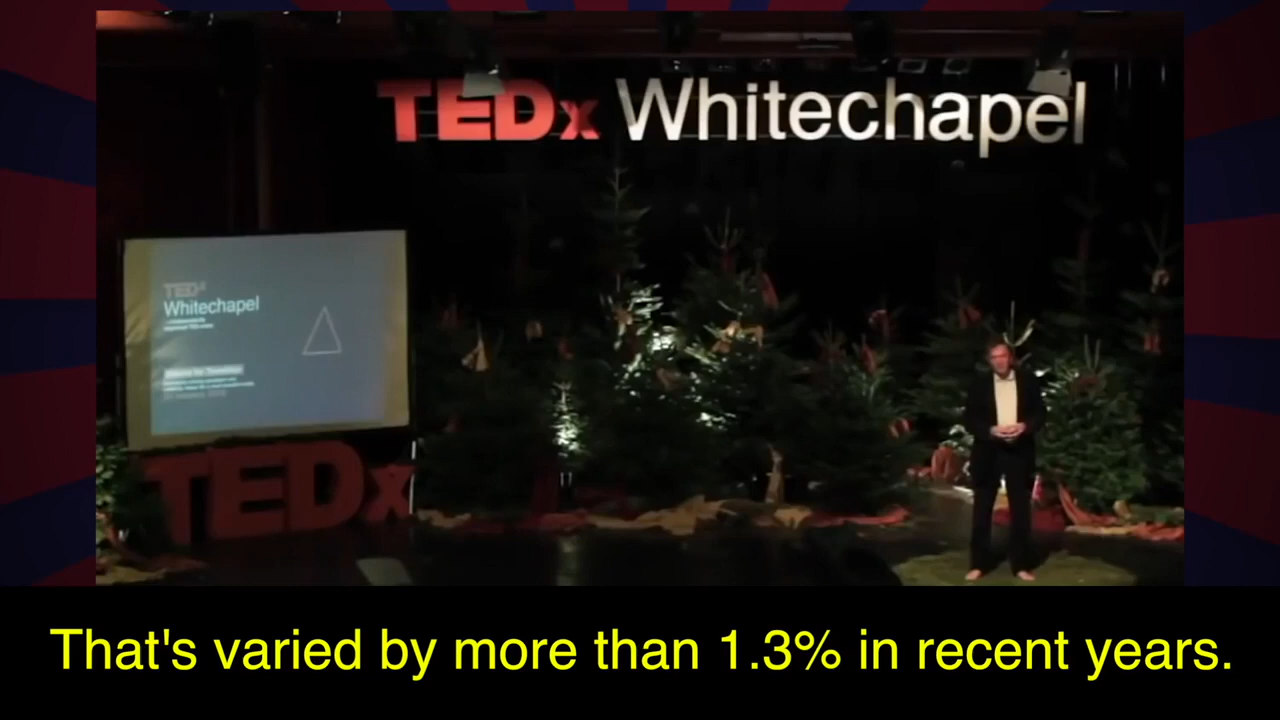 TEDx Whitechapel
TEDx
Whitechapel
TEDx
That's varied by more than 1.3% in recent years.